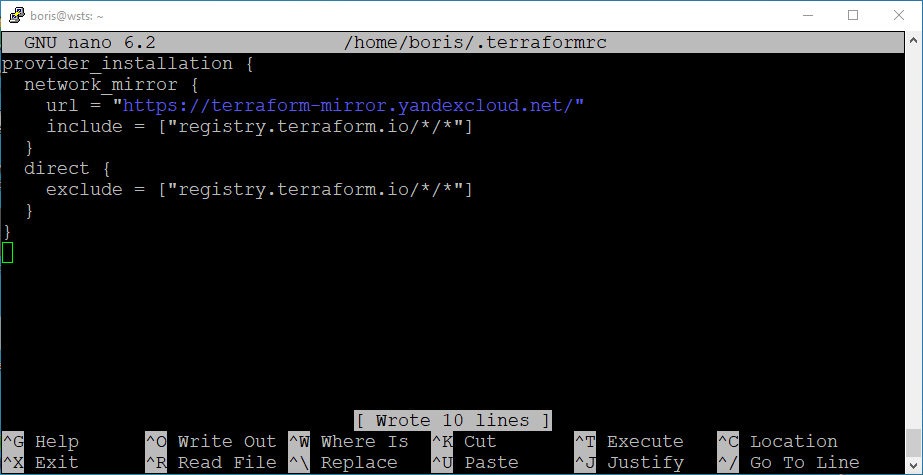 boris@wsts: ~
GNU nano 6.2 /home/boris/.terraformrc
provider_installation {
  network_mirror {
    url = "https://terraform-mirror.yandexcloud.net/"
    include = ["registry.terraform.io/*/*"]
  }
  direct {
    exclude = ["registry.terraform.io/*/*"]
  }
}
[ Wrote 10 lines ]
^G Help ^O Write Out ^W Where Is ^K Cut ^T Execute ^C Location
^X Exit ^R Read File ^\ Replace ^U Paste ^J Justify ^/ Go To Line